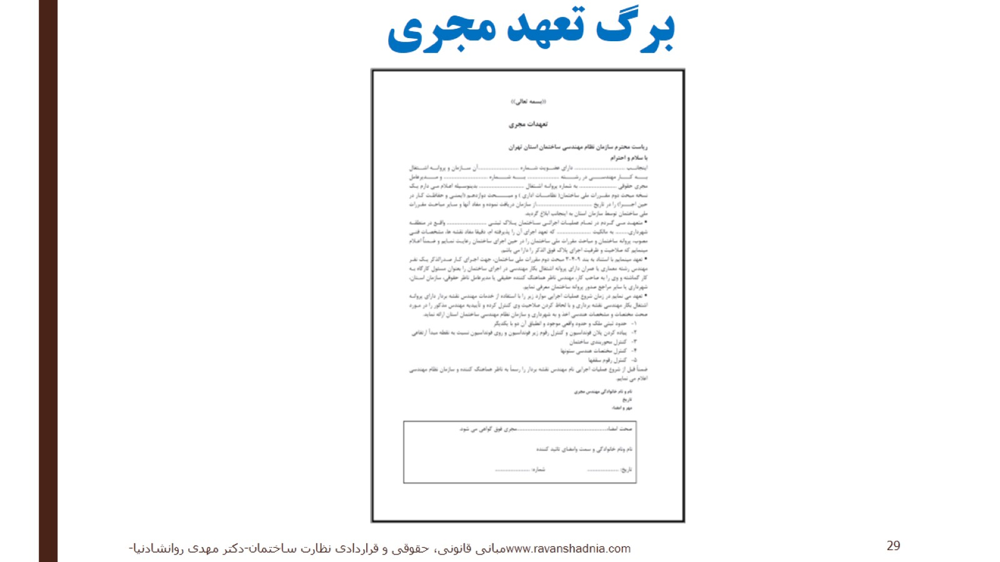 برگ تعهد مجری
((بسمه تعالی))
تعهدات مجری
ریاست محترم سازمان نظام مهندسی ساختمان استان تهران
با سلام و احترام
اینجانب ........................ دارای عضویت شماره ....................آن سازمان و پروانه اشتغال
به کار مهندسی در رشته ................ به شماره ..................... و مدیرعامل
مجری حقوقی .................. به شماره پروانه اشتغال ...................... بدینوسیله اعلام می دارم یک
نسخه مبحث دوم مقررات ملی ساختمان( نظامات اداری ) و مبحث دوازدهم (ایمنی و حفاظت کار در
حین اجرا) را در تاریخ ...........................از سازمان دریافت نموده و مفاد آنها و سایر مباحث مقررات
ملی ساختمان توسط سازمان استان به اینجانب ابلاغ گردید.
• متعهد می گردم در تمام عملیات اجرائی ساختمان پلاک ثبتی ................... واقع در منطقه
شهرداری...... به مالکیت ................ که تعهد اجرای آن را پذیرفته ام، دقیقا مفاد نقشه ها، مشخصات فنی
مصوب، پروانه ساختمان و مباحث مقررات ملی ساختمان را در حین اجرای ساختمان رعایت نمایم و ضمناً اعلام
مینمایم که صلاحیت و ظرفیت اجرای پلاک فوق الذکر را دارا می باشم.
• تعهد مینمایم با استناد به بند ۹-۴-۲ مبحث دوم مقررات ملی ساختمان، جهت اجرای کار صدرالذکر یک نفر
مهندس رشته معماری یا عمران دارای پروانه اشتغال بکار مهندسی در اجرای ساختمان را بعنوان مسئول کارگاه به
کار گماشته و وی را به صاحب کار، مهندس ناظر هماهنگ کننده حقیقی یا مدیرعامل ناظر حقوقی، سازمان استان،
شهرداری یا سایر مراجع صدور پروانه ساختمان معرفی نمایم.
• تعهد می نمایم در زمان شروع عملیات اجرایی موارد زیر را با استفاده از خدمات مهندس نقشه بردار دارای پروانه
اشتغال بکار مهندسی نقشه برداری و با لحاظ کردن صلاحیت وی کنترل کرده و تأییدیه مهندس مذکور را در مورد
صحت مختصات و مشخصات هندسی اخذ و به شهرداری و سازمان نظام مهندسی ساختمان استان ارائه نماید.
۱- حدود ثبتی ملک و حدود واقعی موجود و انطباق آن دو با یکدیگر
۲- پیاده کردن پلان فونداسیون و کنترل رقوم زیر فونداسیون و روی فونداسیون نسبت به نقطه مبدأ ارتفاعی
۳- کنترل محوربندی ساختمان
۴- کنترل مختصات هندسی ستونها
۵- کنترل رقوم سقفها
ضمناً قبل از شروع عملیات اجرایی نام مهندس نقشه بردار را رسماً به ناظر هماهنگ کننده و سازمان نظام مهندسی
اعلام می نمایم.
نام و نام خانوادگی مهندس مجری
تاریخ
مهر و امضاء
صحت امضاء..........................................مجری فوق گواهی می شود.
نام ونام خانوادگی و سمت وامضای تائید کننده
تاریخ: ................ شماره: .................
مبانی قانونی، حقوقی و قراردادی نظارت ساختمان-دکتر مهدی روانشادنیا-www.ravanshadnia.com
29